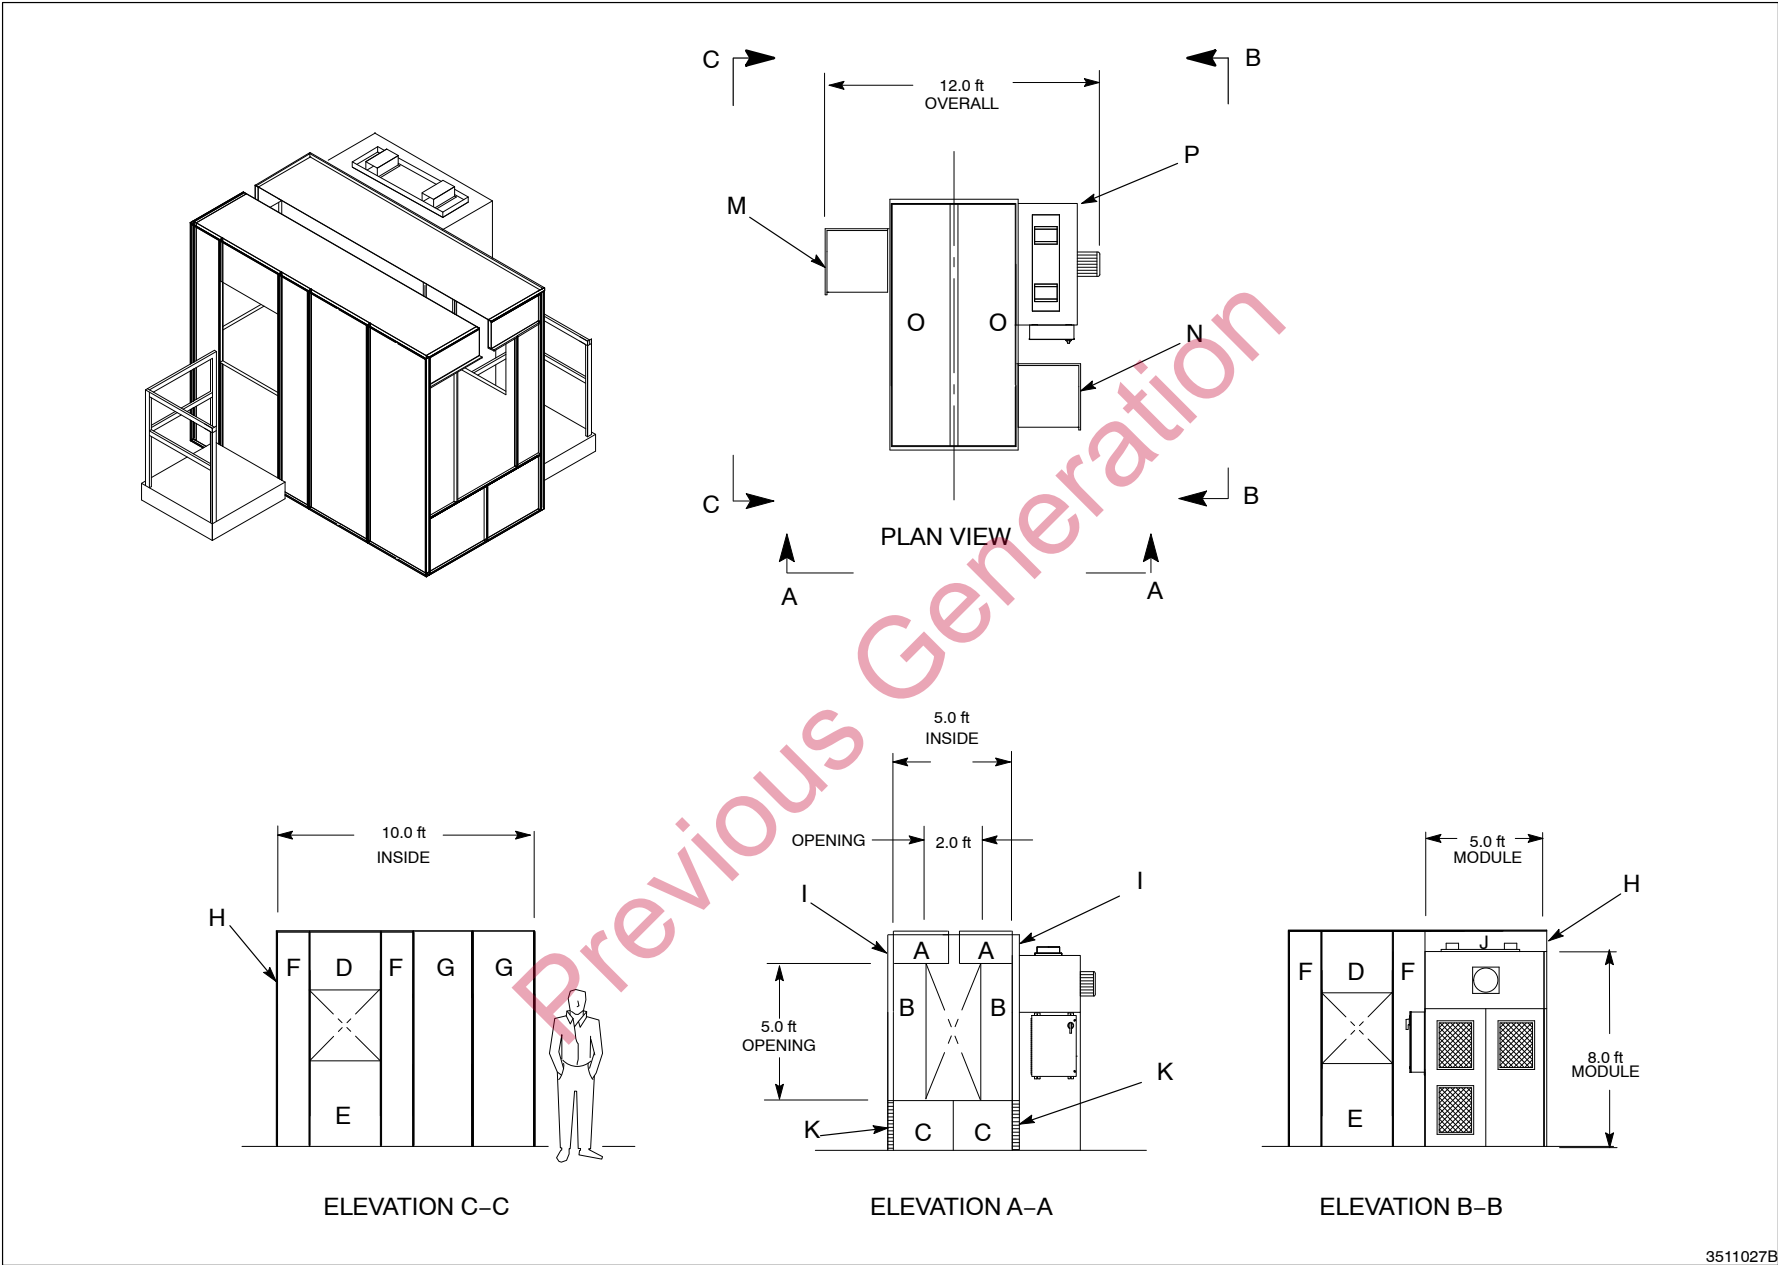 C
B
12.0 ft
OVERALL
P
M
N
O O
C
B
PLAN VIEW
A
A
Previous Generation
5.0 ft
INSIDE
10.0 ft
INSIDE
OPENING
2.0 ft
5.0 ft
MODULE
H
I
I
H
F D F G G
A A
J
F D F
B B
5.0 ft
OPENING
8.0 ft
MODULE
K
K
E
C C
E
ELEVATION C–C
ELEVATION A–A
ELEVATION B–B
3511027B